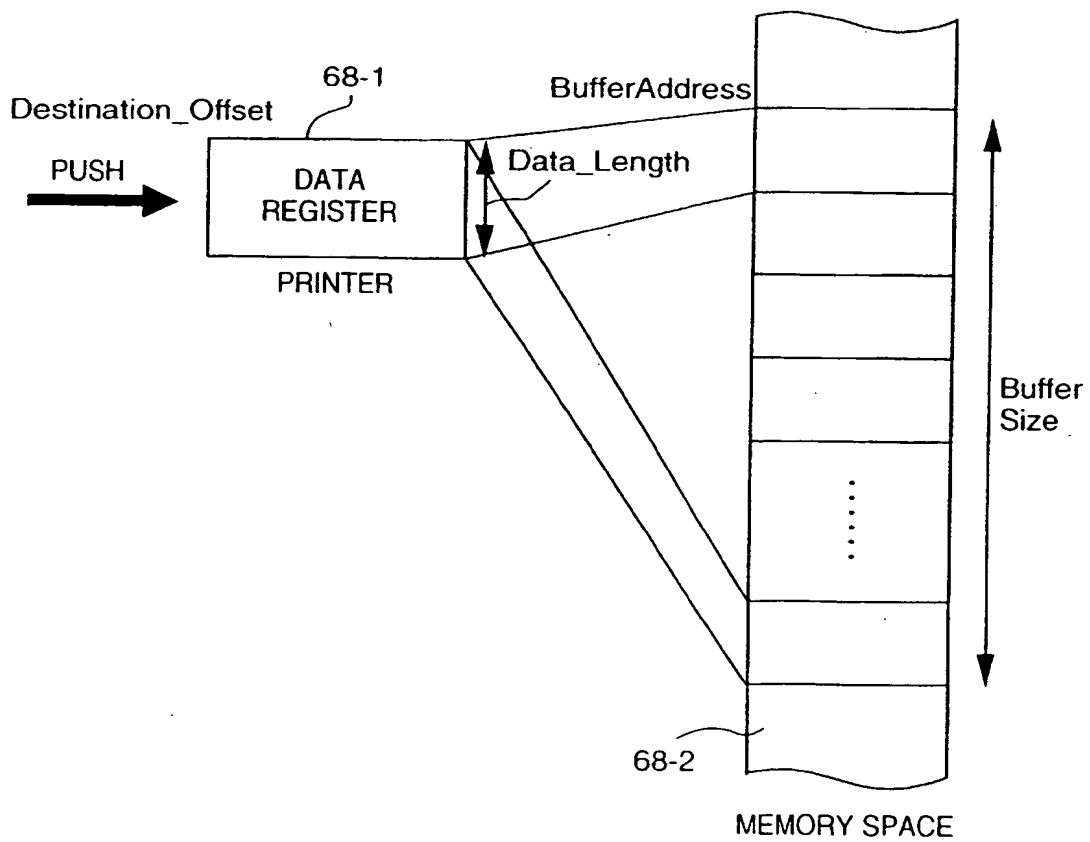 68-1
BufferAddress
Destination_Offset
PUSH
DATA
REGISTER
Data_Length
PRINTER
Buffer
Size
68-2
MEMORY SPACE